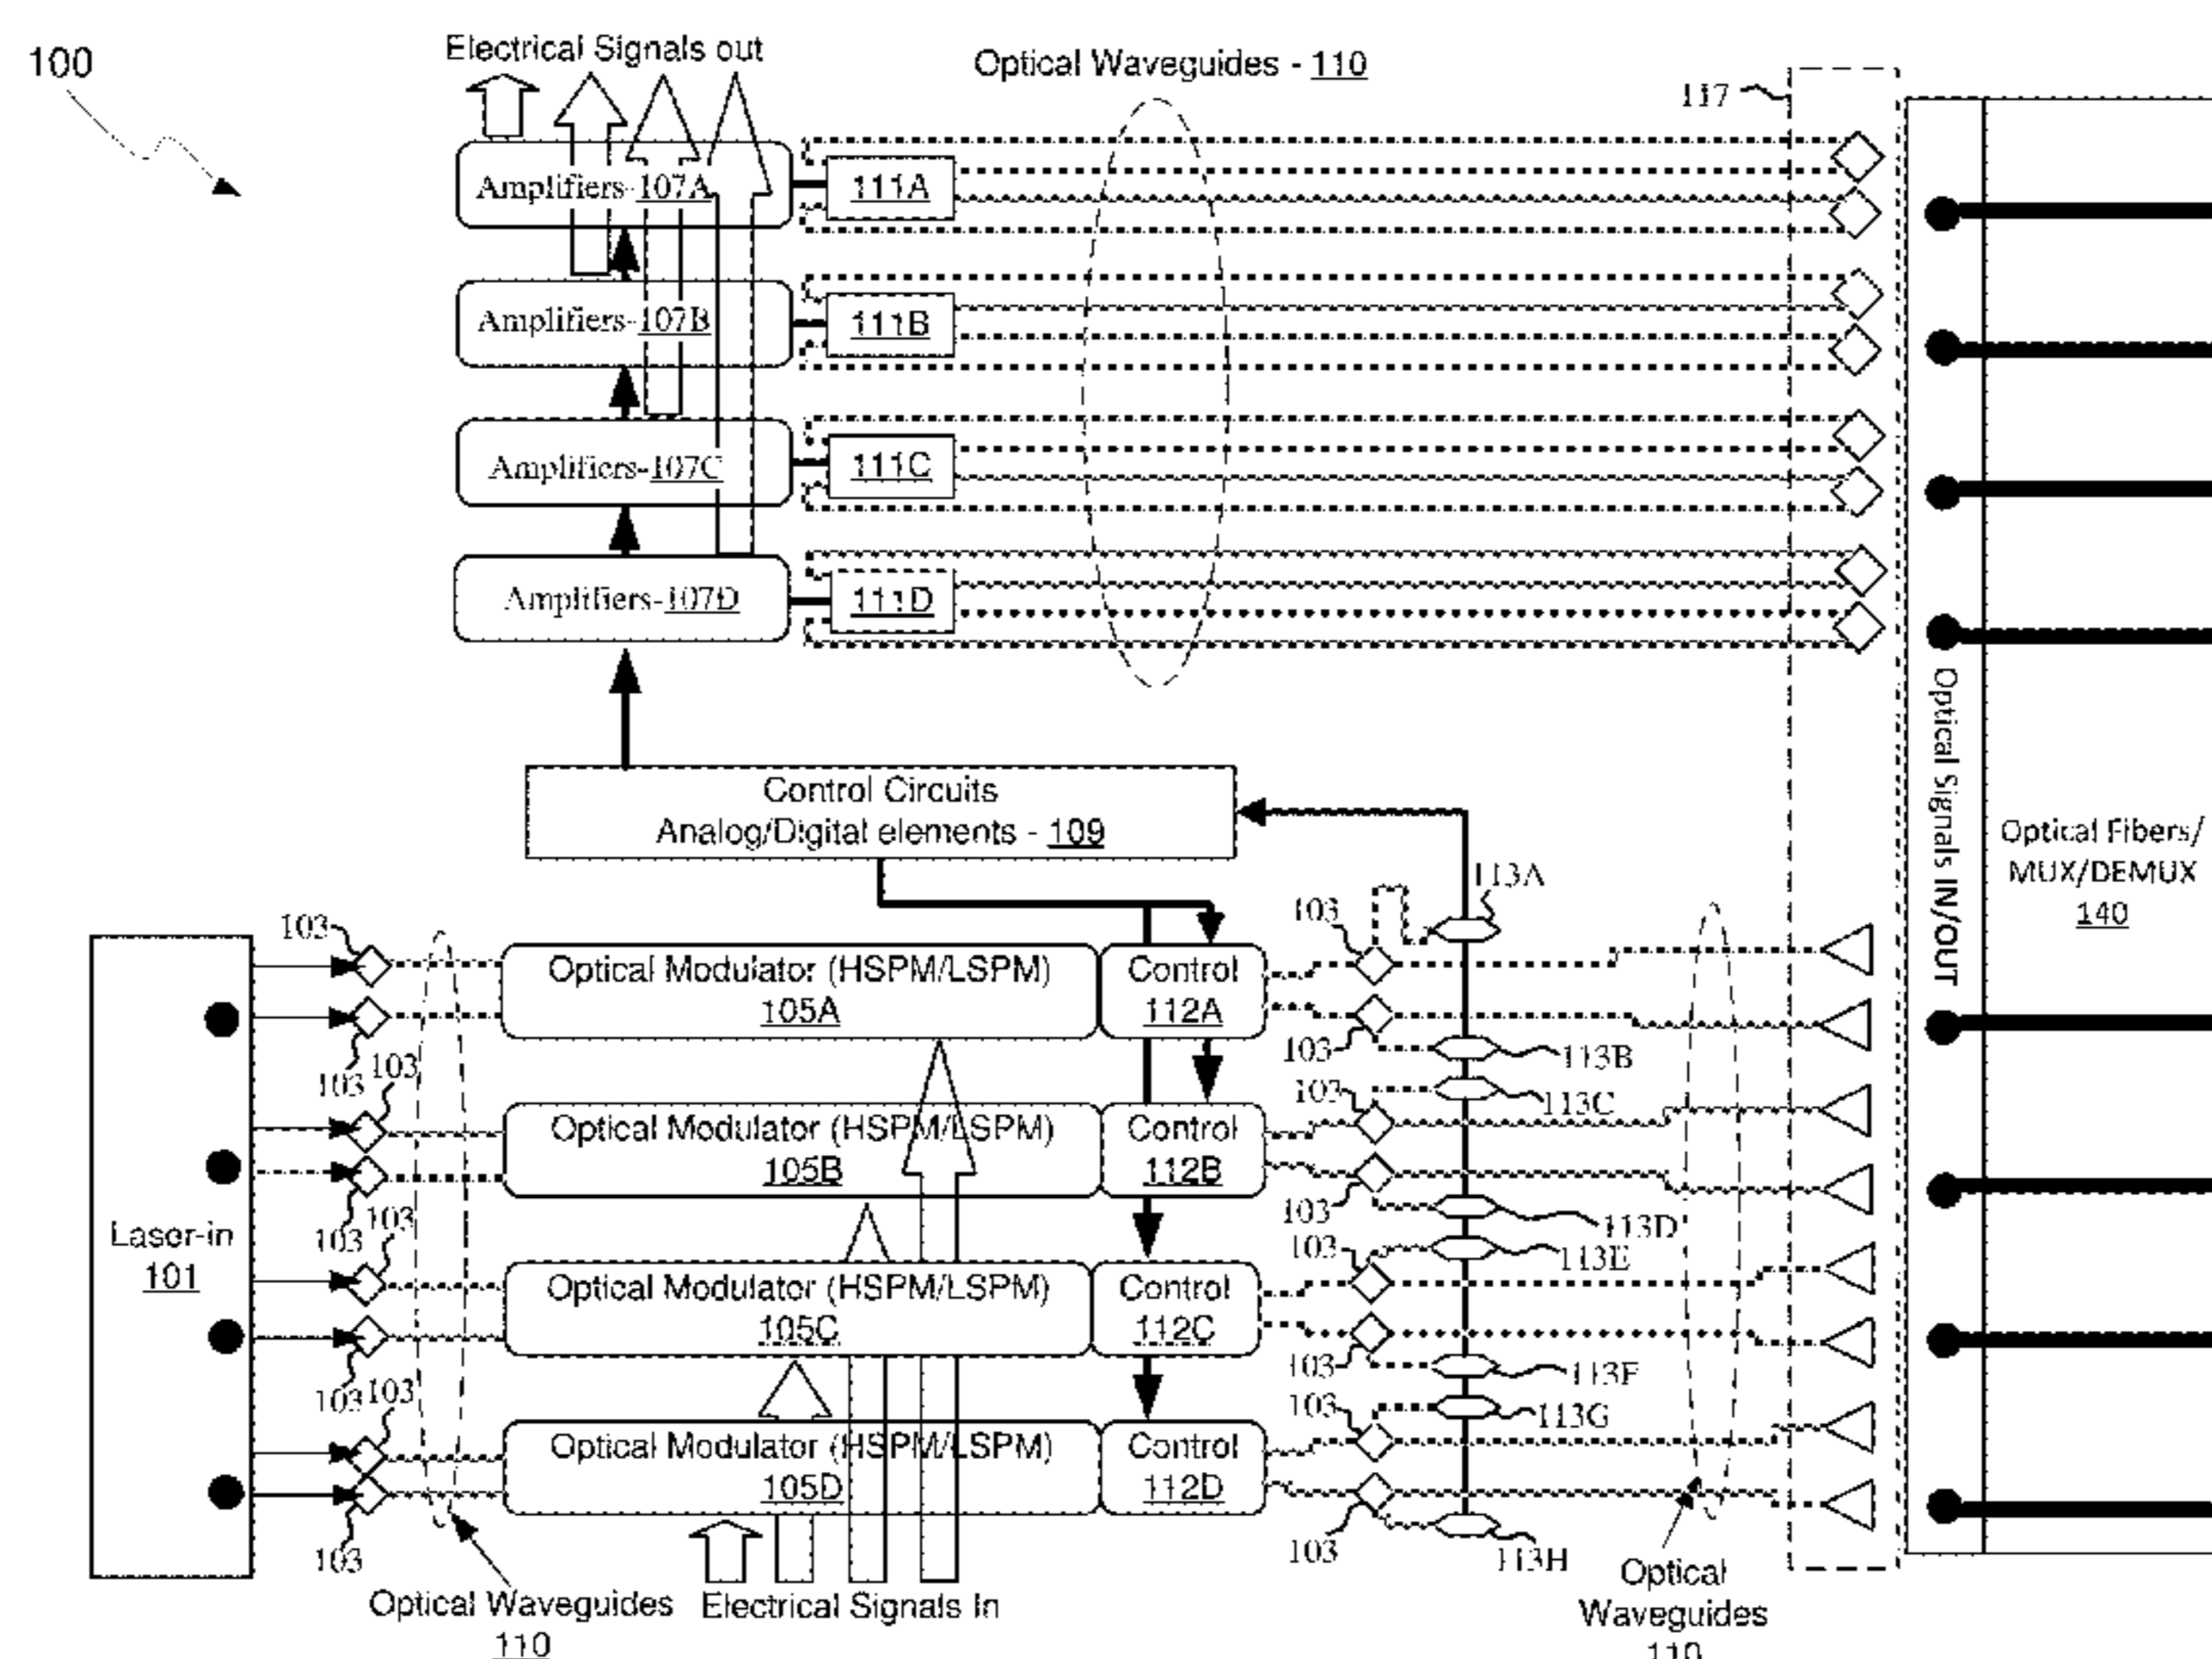 100
Electrical Signals out
Optical Waveguides - 110
117
Amplifiers-107A
111A
Amplifiers-107B
111B
Amplifiers-107C
111C
Amplifiers-107D
111D
Optical Signals IN/OUT
Control Circuits
Analog/Digital elements - 109
Optical Fibers/
MUX/DEMUX
140
113A
103
103
Optical Modulator (HSPM/LSPM)
105A
Control
112A
103
113B
103
103
103
113C
Optical Modulator (HSPM/LSPM)
105B
Control
112B
103
113D
103
103
103
113E
Laser-in
101
Optical Modulator (HSPM/LSPM)
105C
Control
112C
103
113F
103
103
103
113G
Optical Modulator (HSPM/LSPM)
105D
Control
112D
103
113H
103
Optical Waveguides
110
Electrical Signals In
Optical
Waveguides
110